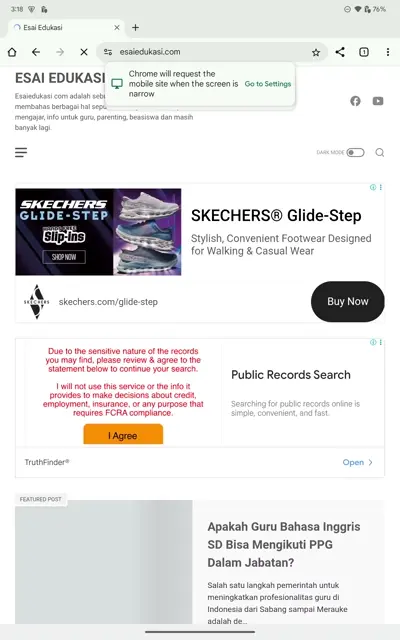 3:18
76%
Esai Edukasi
esaiedukasi.com
1
Chrome will request the
mobile site when the screen is
narrow
Go to Settings
ESAI EDUKASI
Esaiedukasi.com adalah
membahas berbagai hal
mengajar, info untuk guru, parenting, beasiswa dan masih
banyak lagi.
DARK MODE
SKECHERS
GLIDE-STEP
Slip-ins
SHOP NOW
SKECHERS® Glide-Step
Stylish, Convenient Footwear Designed
for Walking & Casual Wear
SKECHERS
skechers.com/glide-step
Buy Now
Due to the sensitive nature of the records
you may find, please review & agree to the
statement below to continue your search.
I will not use this service or the info it
provides to make decisions about credit,
employment, insurance, or any purpose that
requires FCRA compliance.
I Agree
Public Records Search
Searching for public records online is
simple, convenient, and fast.
TruthFinder®
Open
FEATURED POST
Apakah Guru Bahasa Inggris
SD Bisa Mengikuti PPG
Dalam Jabatan?
Salah satu langkah pemerintah untuk
meningkatkan profesionalitas guru di
Indonesia dari Sabang sampai Merauke
adalah de...